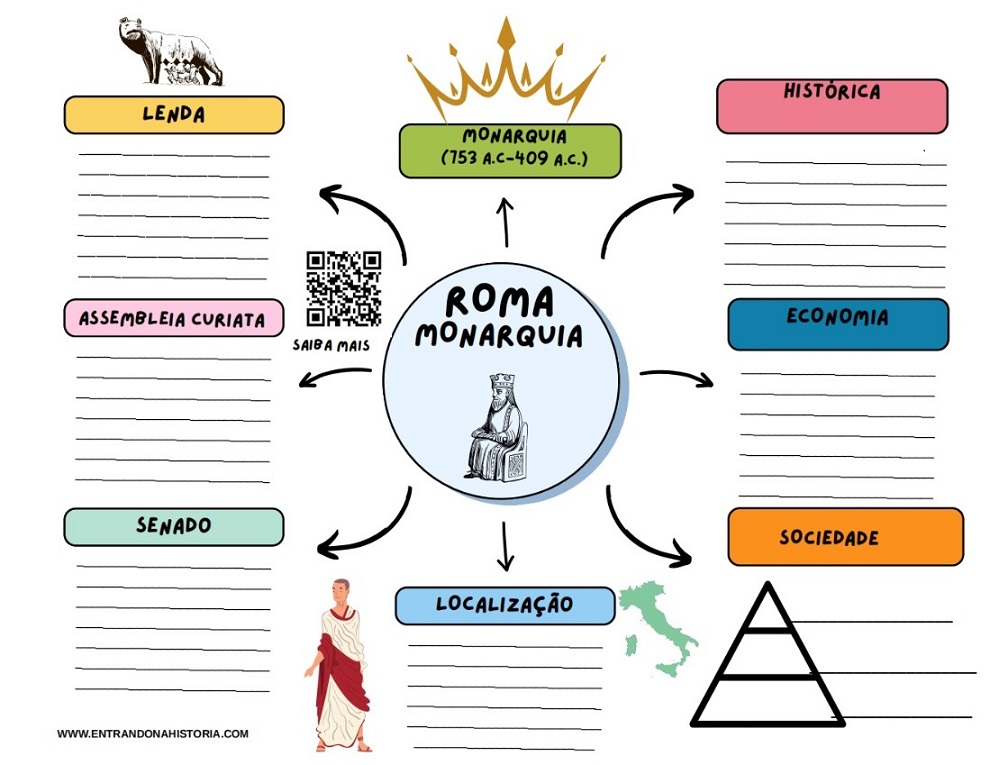 LENDA
MONARQUIA
(753 A.C-409 A.C.)
HISTÓRICA
ROMA
MONARQUIA
SAIBA MAIS
ASSEMBLEIA CURIATA
ECONOMIA
SENADO
SOCIEDADE
LOCALIZAÇÃO
WWW.ENTRANDONAHISTORIA.COM